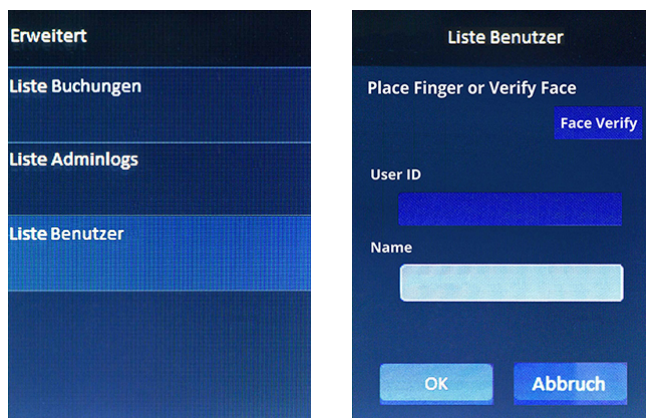 Erweitert
Liste Buchungen
Liste Adminlogs
Liste Benutzer
Liste Benutzer
Place Finger or Verify Face
Face Verify
User ID
Name
OK
Abbruch